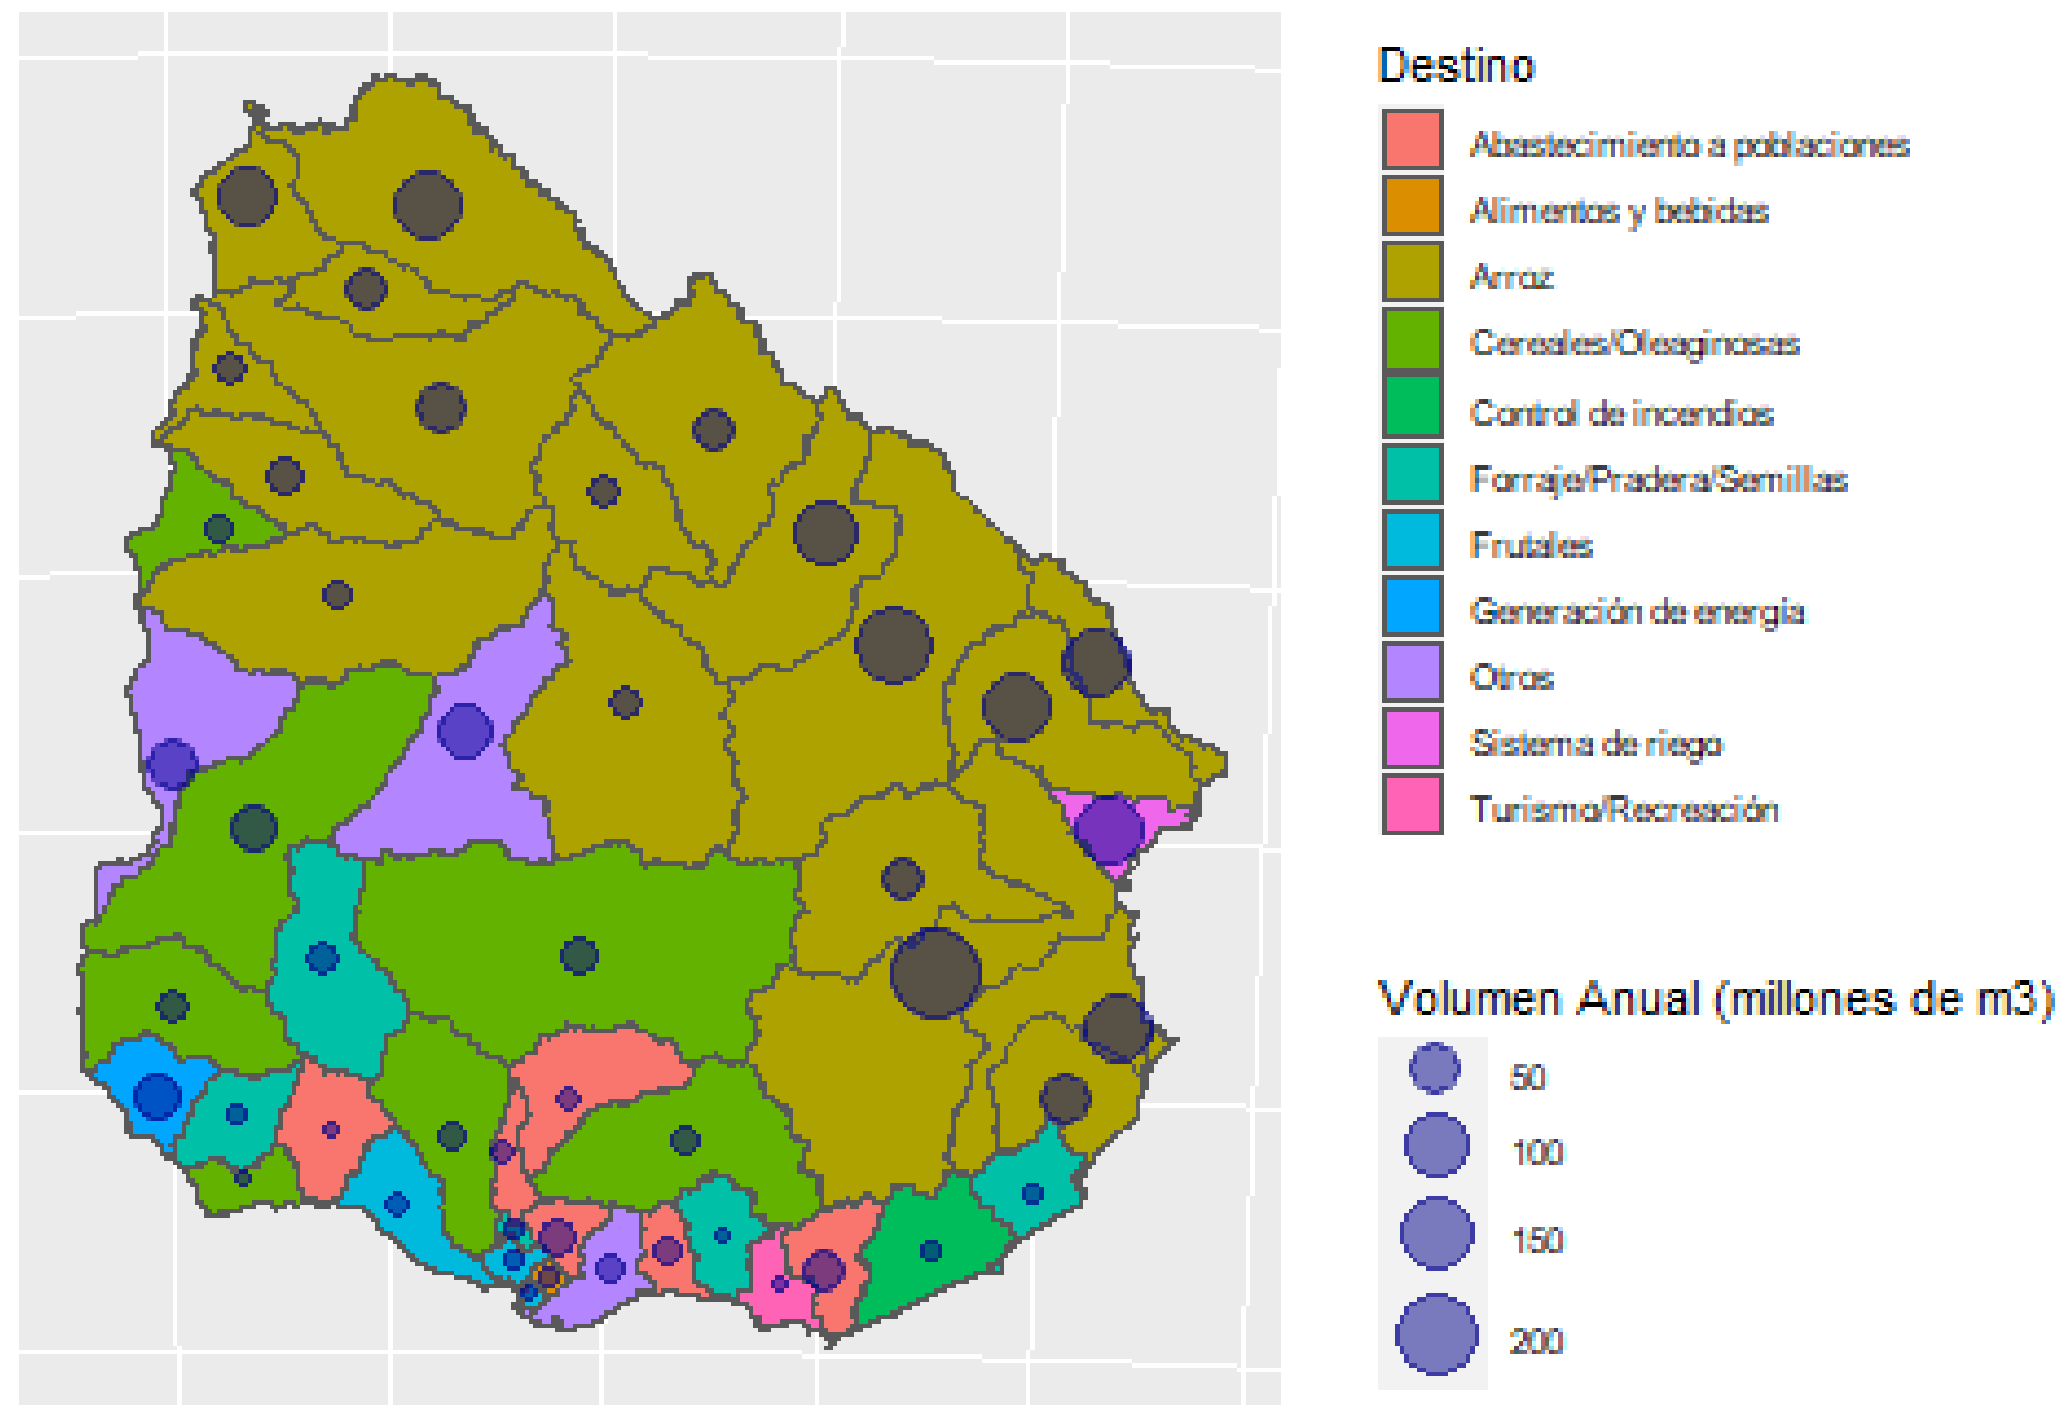 Destino
Abastecimiento a poblaciones
Alimentos y bebidas
Arroz
Cereales/Oleaginosas
Control de incendios
Forraje/Pradera/Semilllas
Frutales
Generación de energía
Otros
Sistema de riego
Turismo/Recreación
Volumen Anual (millones de m3)
50
100
150
200